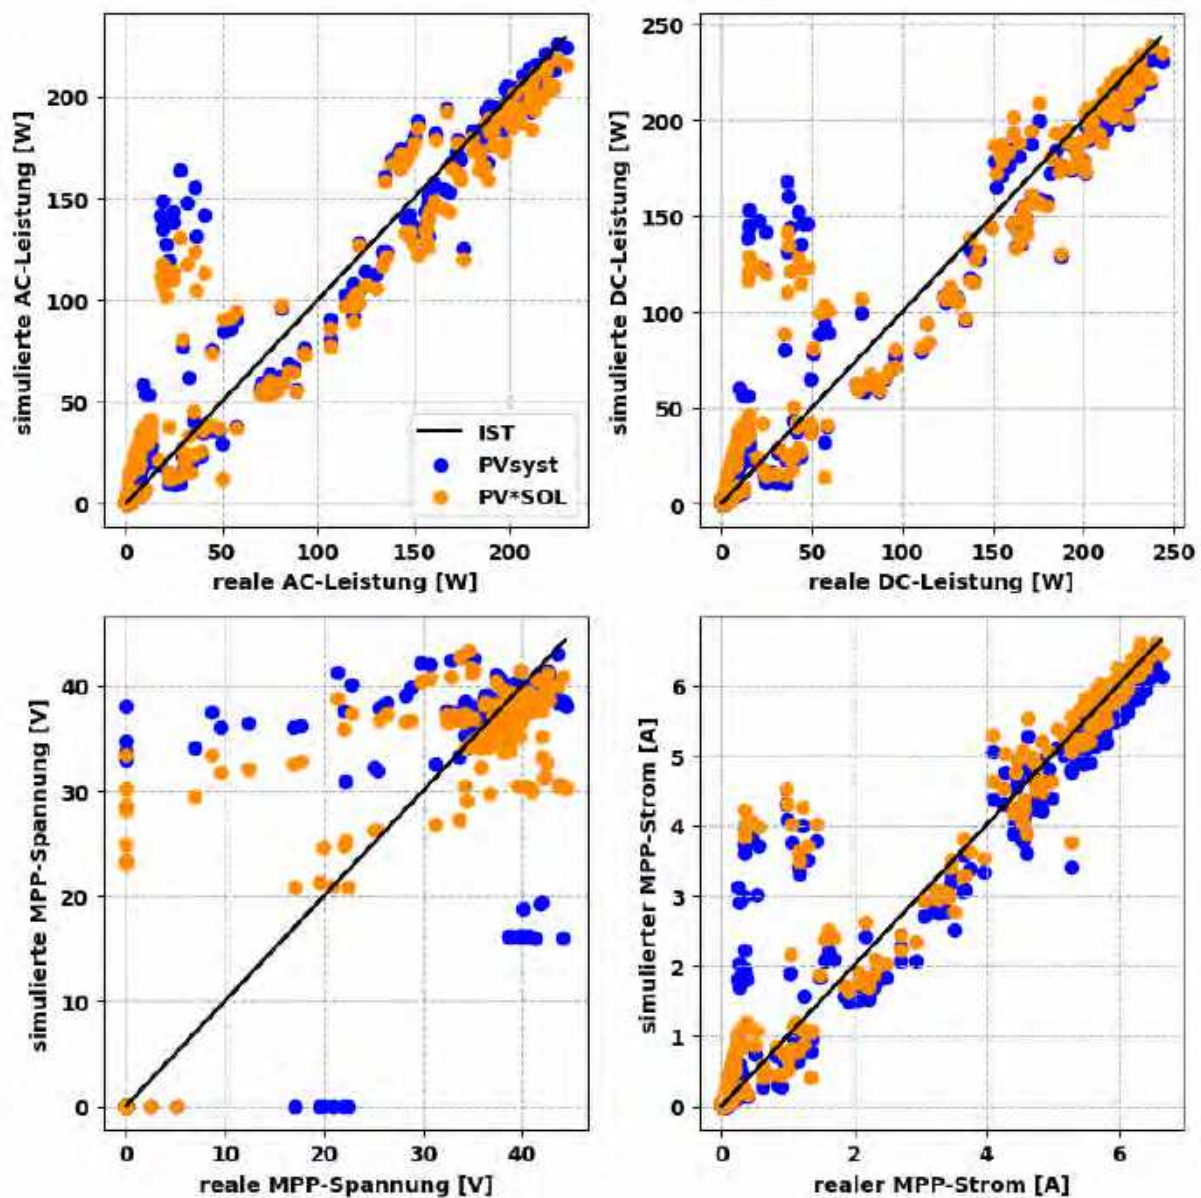 simulierte AC-Leistung [W]
200
150
100
50
0
0 50 100 150 200
reale AC-Leistung [W]
IST
PVsyst
PV*SOL
simulierte DC-Leistung [W]
250
200
150
100
50
0
0 50 100 150 200 250
reale DC-Leistung [W]
simulierte MPP-Spannung [V]
40
30
20
10
0
0 10 20 30 40
reale MPP-Spannung [V]
simulierter MPP-Strom [A]
6
5
4
3
2
1
0
0 2 4 6
realer MPP-Strom [A]